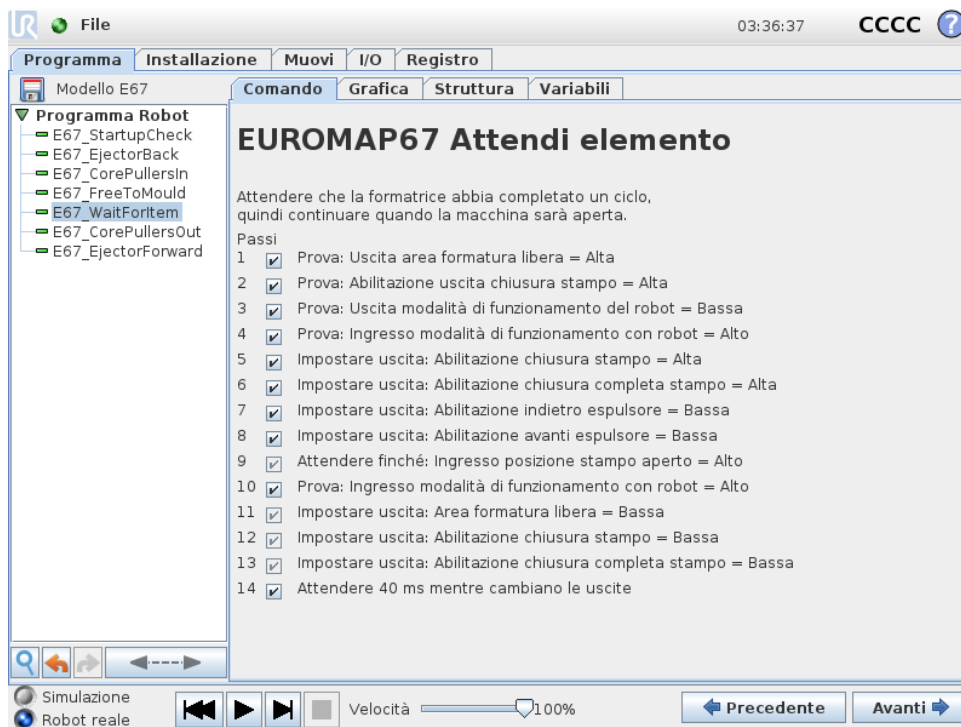 UR File 03:36:37 CCCC ?
Programma Installazione Muovi I/O Registro
Modello E67 Comando Grafica Struttura Variabili
Programma Robot
E67_StartupCheck
E67_EjectorBack
E67_CorePullersIn
E67_FreeToMould
E67_WaitForItem
E67_CorePullersOut
E67_EjectorForward
EUROMAP67 Attendi elemento
Attendere che la formatrice abbia completato un ciclo,
quindi continuare quando la macchina sarà aperta.
Passi
1 Prova: Uscita area formatura libera = Alta
2 Prova: Abilitazione uscita chiusura stampo = Alta
3 Prova: Uscita modalità di funzionamento del robot = Bassa
4 Prova: Ingresso modalità di funzionamento con robot = Alto
5 Impostare uscita: Abilitazione chiusura stampo = Alta
6 Impostare uscita: Abilitazione chiusura completa stampo = Alta
7 Impostare uscita: Abilitazione indietro espulsore = Bassa
8 Impostare uscita: Abilitazione avanti espulsore = Bassa
9 Attendere finché: Ingresso posizione stampo aperto = Alto
10 Prova: Ingresso modalità di funzionamento con robot = Alto
11 Impostare uscita: Area formatura libera = Bassa
12 Impostare uscita: Abilitazione chiusura stampo = Bassa
13 Impostare uscita: Abilitazione chiusura completa stampo = Bassa
14 Attendere 40 ms mentre cambiano le uscite
Simulazione
Robot reale
Velocità 100% Precedente Avanti